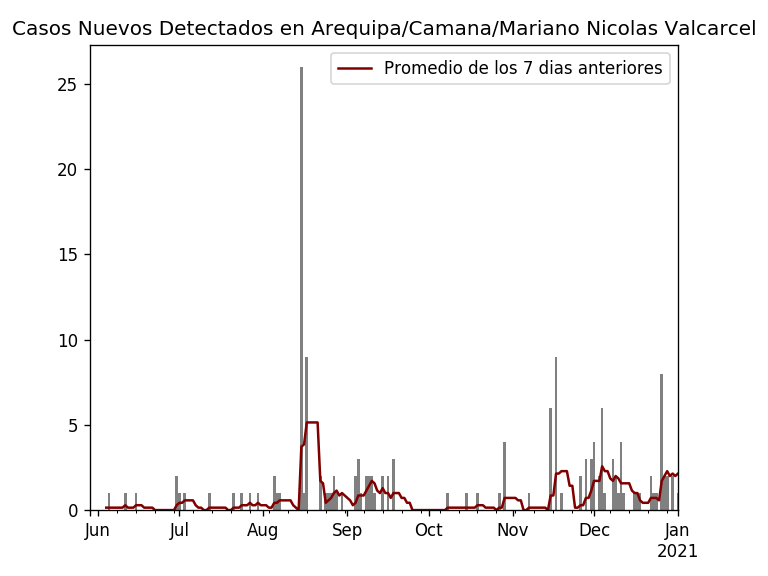 Casos Nuevos Detectados en Arequipa/Camana/Mariano Nicolas Valcarcel
Promedio de los 7 dias anteriores
25
20
15
10
5
0
Jun Jul Aug Sep Oct Nov Dec Jan
2021